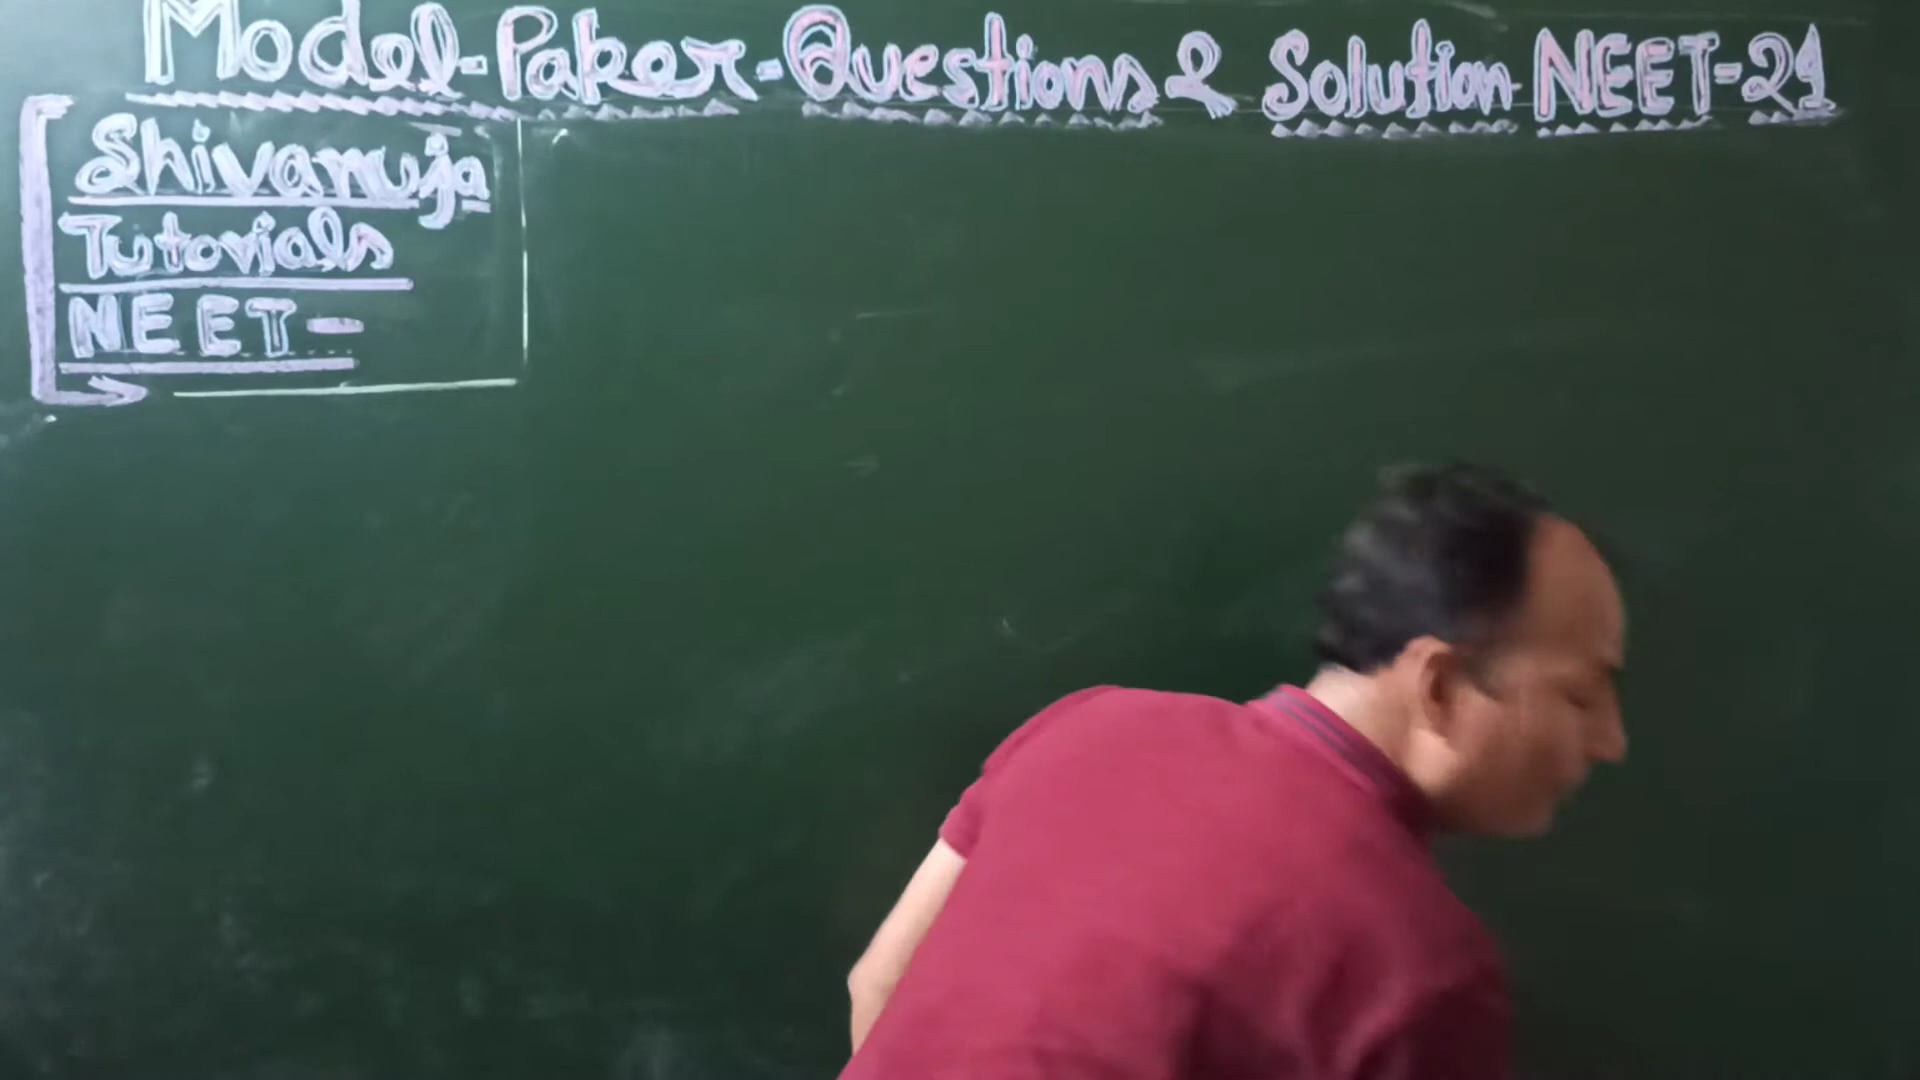 Model-Paper-Questions & Solution NEET-21
Shivanuja
Tutorials
NEET-